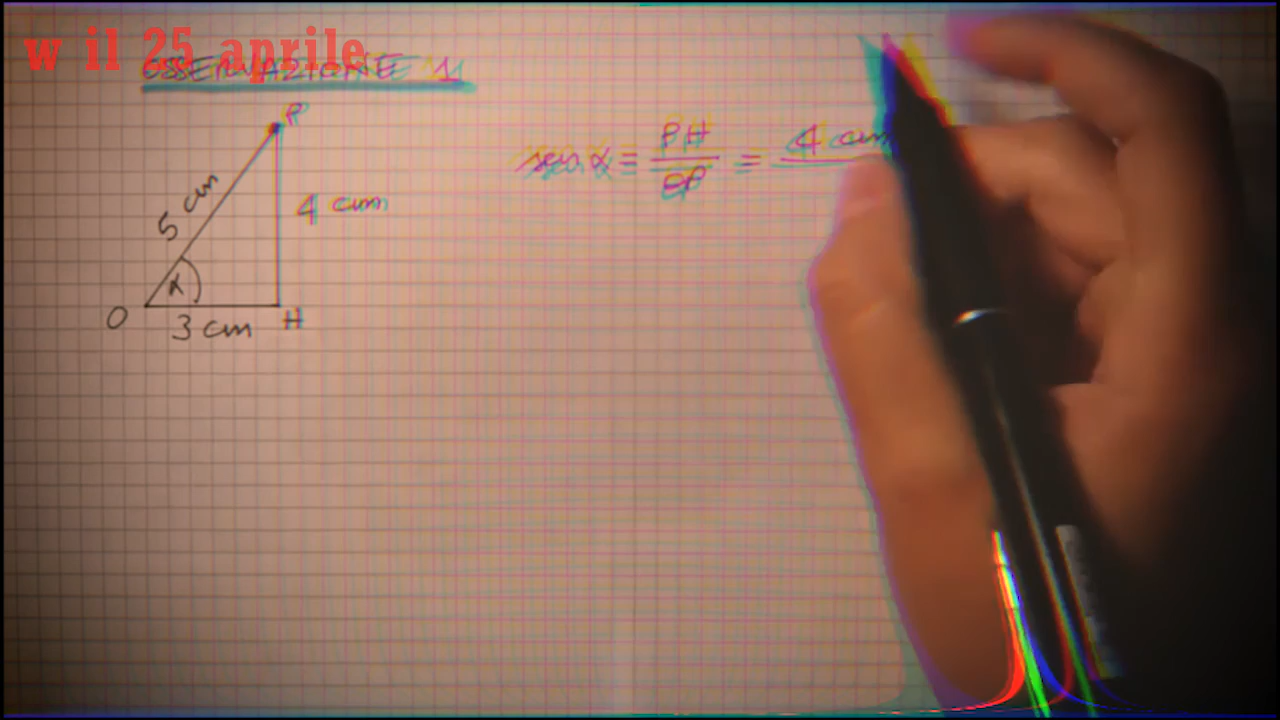 w il 25 aprile
OSSERVAZIONE 1
P
sen α = PH/OP = 4 cm
5 cm
4 cm
α
O
H
3 cm